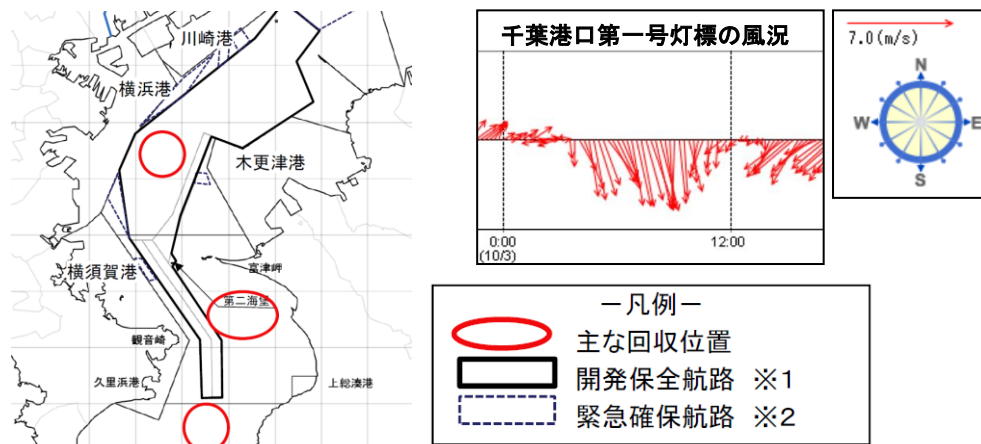 川崎港
横浜港
木更津港
横須賀港
富津岬
第二海堡
観音崎
久里浜港
上総湊港
千葉港口第一号灯標の風況
0:00
(10/3)
12:00
7.0(m/s)
N
W
E
S
－凡例－
主な回収位置
開発保全航路 ※1
緊急確保航路 ※2